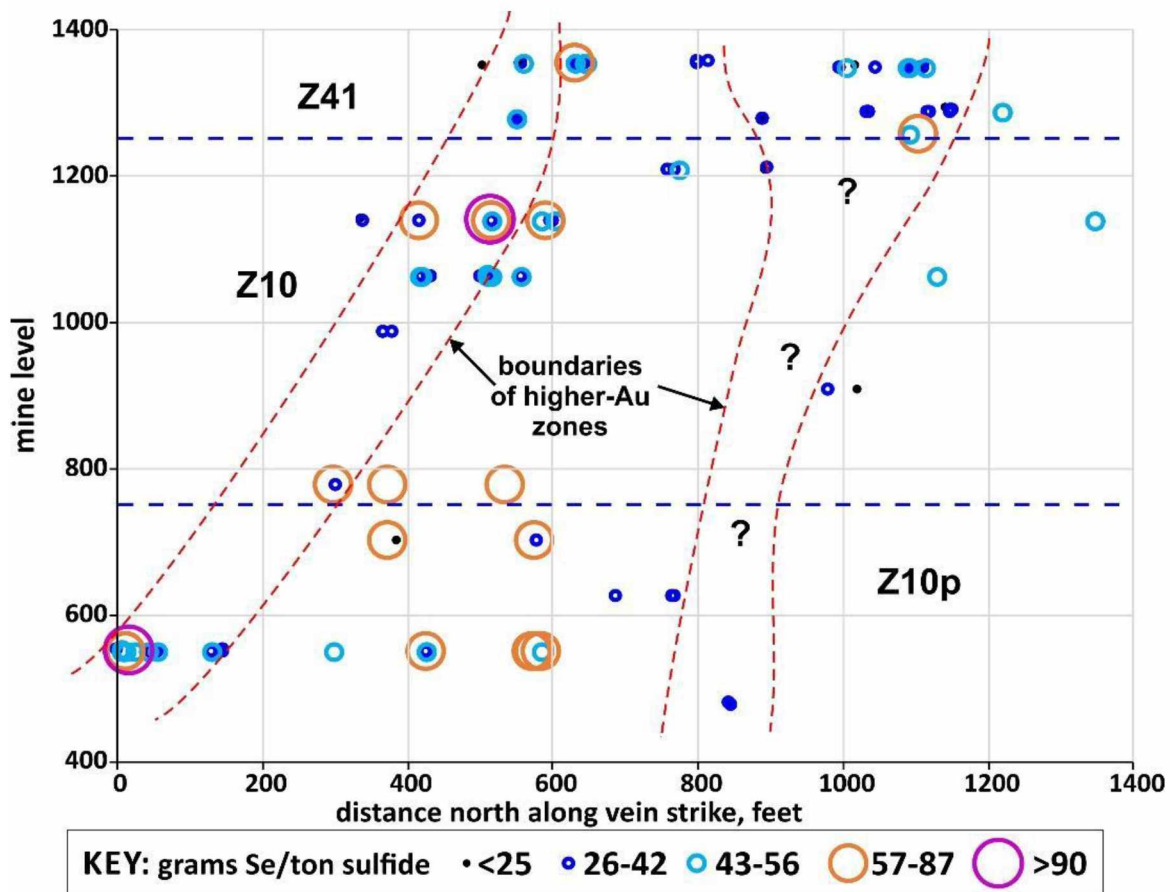 1400
Z41
1200
?
Z10
1000
?
boundaries
of higher-Au
zones
mine level
800
?
Z10p
600
400
0 200 400 600 800 1000 1200 1400
distance north along vein strike, feet
KEY: grams Se/ton sulfide <25 26-42 43-56 57-87 >90